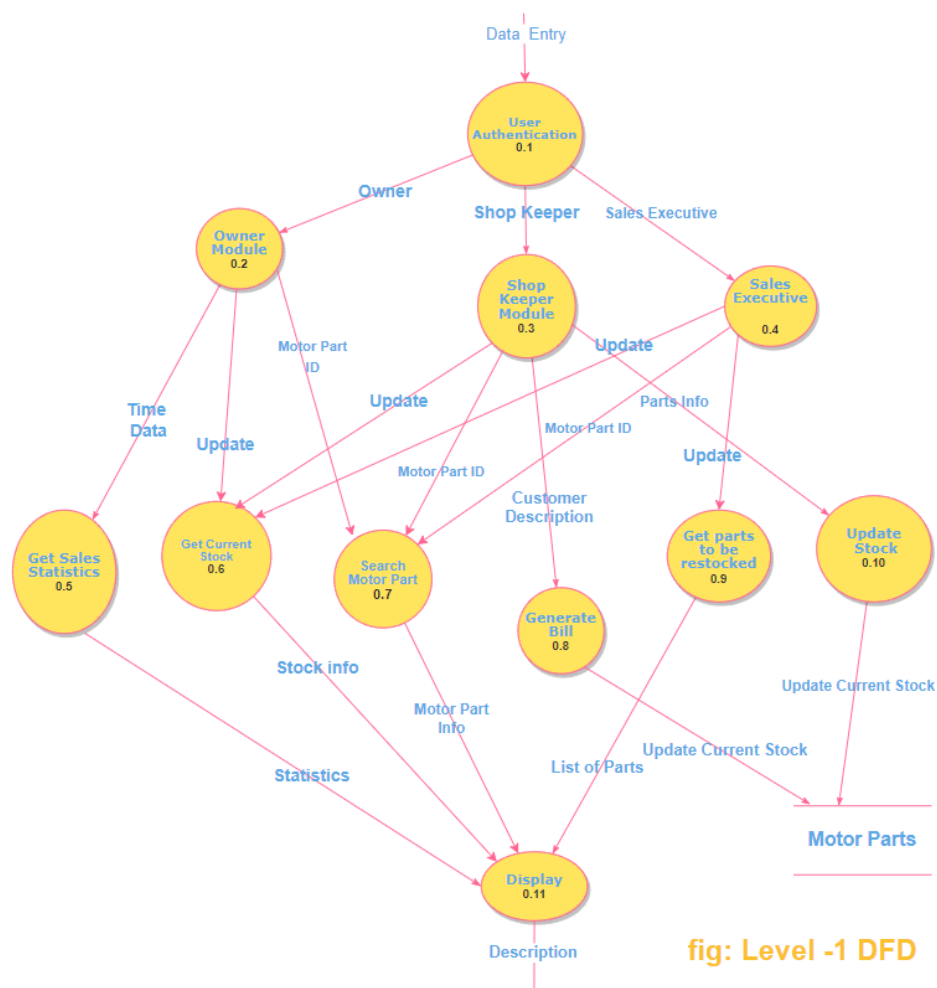 Data Entry
User
Authentication
0.1
Owner
Shop Keeper
Sales Executive
Owner
Module
0.2
Shop
Keeper
Module
0.3
Sales
Executive
0.4
Motor Part
ID
Update
Update
Parts Info
Time
Data
Update
Motor Part ID
Update
Motor Part ID
Customer
Description
Get Sales
Statistics
0.5
Get Current
Stock
0.6
Search
Motor Part
0.7
Generate
Bill
0.8
Get parts
to be
restocked
0.9
Update
Stock
0.10
Stock info
Motor Part
Info
Update Current Stock
Statistics
List of Parts
Update Current Stock
Motor Parts
Display
0.11
Description
fig: Level -1 DFD